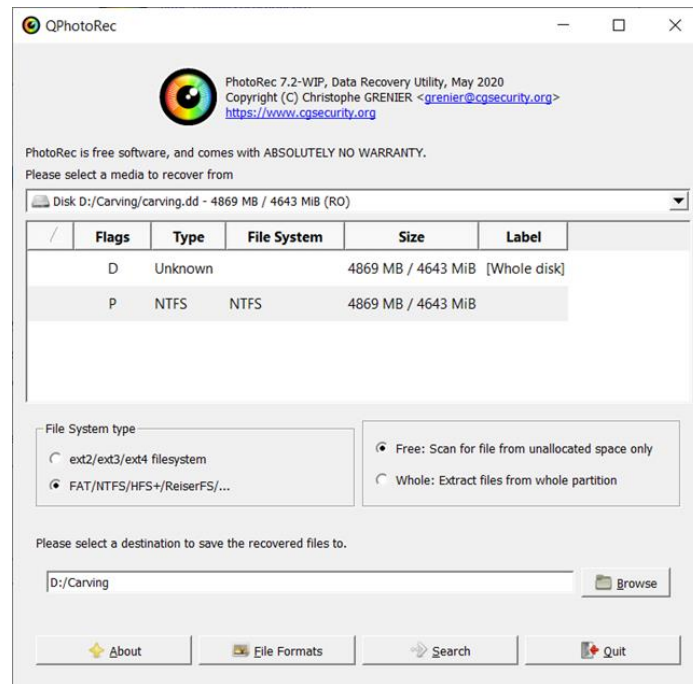 QPhotoRec
PhotoRec 7.2-WIP, Data Recovery Utility, May 2020
Copyright (C) Christophe GRENIER <grenier@cgsecurity.org>
https://www.cgsecurity.org
PhotoRec is free software, and comes with ABSOLUTELY NO WARRANTY.
Please select a media to recover from
Disk D:/Carving/carving.dd - 4869 MB / 4643 MiB (RO)
/ Flags Type File System Size Label
D Unknown 4869 MB / 4643 MiB [Whole disk]
P NTFS NTFS 4869 MB / 4643 MiB
File System type
ext2/ext3/ext4 filesystem
FAT/NTFS/HFS+/ReiserFS/...
Free: Scan for file from unallocated space only
Whole: Extract files from whole partition
Please select a destination to save the recovered files to.
D:/Carving
Browse
About File Formats Search Quit